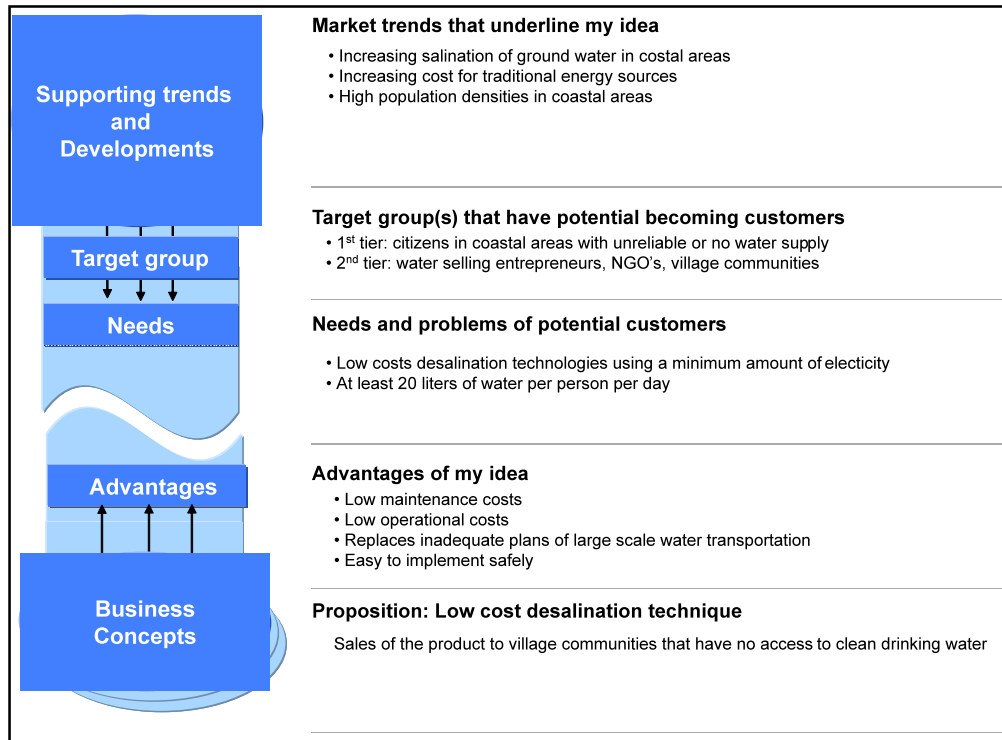 Supporting trends
and
Developments
Market trends that underline my idea
• Increasing salination of ground water in costal areas
• Increasing cost for traditional energy sources
• High population densities in coastal areas
Target group
Target group(s) that have potential becoming customers
• 1st tier: citizens in coastal areas with unreliable or no water supply
• 2nd tier: water selling entrepreneurs, NGO's, village communities
Needs
Needs and problems of potential customers
• Low costs desalination technologies using a minimum amount of electicity
• At least 20 liters of water per person per day
Advantages
Advantages of my idea
• Low maintenance costs
• Low operational costs
• Replaces inadequate plans of large scale water transportation
• Easy to implement safely
Business
Concepts
Proposition: Low cost desalination technique
Sales of the product to village communities that have no access to clean drinking water